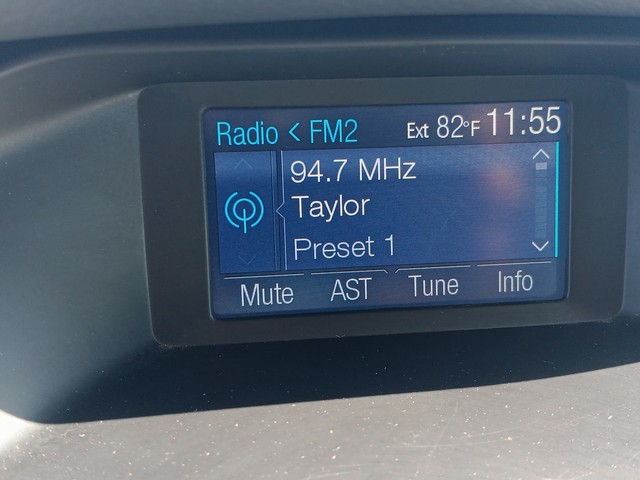 Radio < FM2 Ext 82°F 11:55
94.7 MHz
Taylor
Preset 1
Mute AST Tune Info